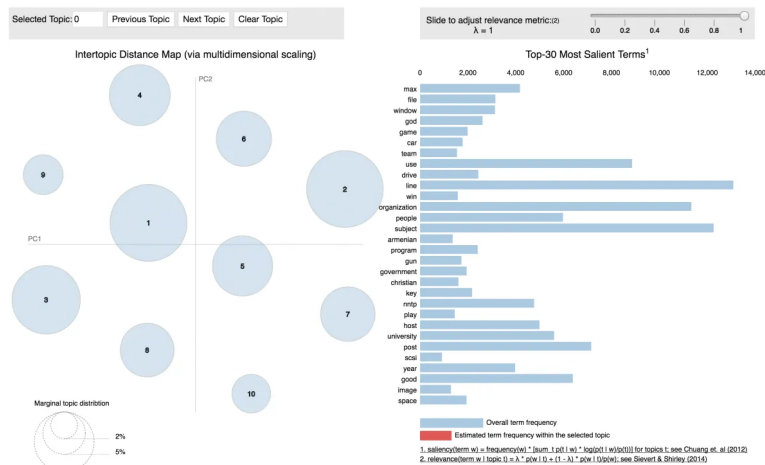 Selected Topic: 0 Previous Topic Next Topic Clear Topic
Slide to adjust relevance metric:(2)
λ = 1
0.0 0.2 0.4 0.6 0.8 1
Intertopic Distance Map (via multidimensional scaling)
PC2
PC1
4
6
9
2
1
5
3
7
8
10
Marginal topic distribtion
2%
5%
Top-30 Most Salient Terms1
0 2,000 4,000 6,000 8,000 10,000 12,000 14,000
max
file
window
god
game
car
team
use
drive
line
win
organization
people
subject
armenian
program
gun
government
christian
key
nntp
play
host
university
post
scsi
year
good
image
space
Overall term frequency
Estimated term frequency within the selected topic
1. saliency(term w) = frequency(w) * [sum_t p(t | w) * log(p(t | w)/p(t))] for topics t; see Chuang et. al (2012)
2. relevance(term w | topic t) = λ * p(w | t) + (1 - λ) * p(w | t)/p(w); see Sievert & Shirley (2014)